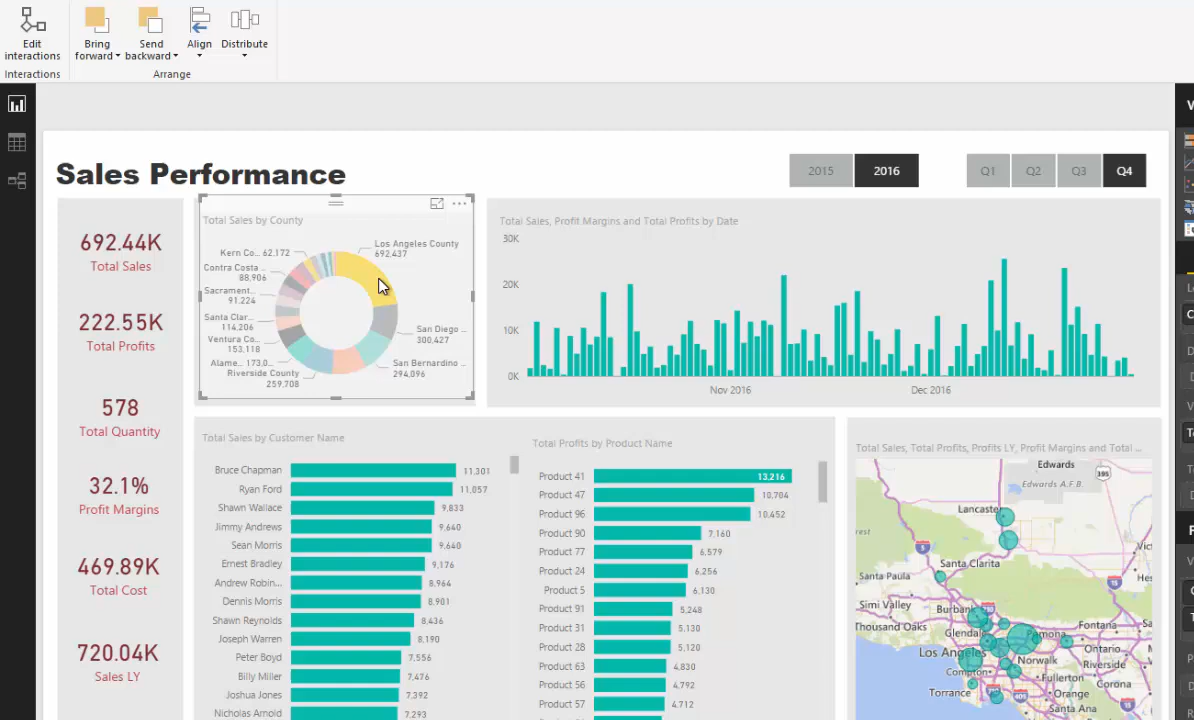 Edit
interactions
Bring
forward
Send
backward
Align
Distribute
Interactions
Arrange
Sales Performance
2015
2016
Q1
Q2
Q3
Q4
692.44K
Total Sales
222.55K
Total Profits
578
Total Quantity
32.1%
Profit Margins
469.89K
Total Cost
720.04K
Sales LY
Total Sales by County
Los Angeles County
692,437
Kern Co... 62,172
Contra Costa ...
88,906
Sacrament...
91,224
Santa Clar...
114,206
Ventura Co...
153,118
Alame... 173,0...
Riverside County
259,708
San Diego ...
300,427
San Bernardino ...
294,096
Total Sales, Profit Margins and Total Profits by Date
30K
20K
10K
0K
Nov 2016
Dec 2016
Total Sales by Customer Name
Bruce Chapman 11,301
Ryan Ford 11,057
Shawn Wallace 9,833
Jimmy Andrews 9,640
Sean Morris 9,640
Ernest Bradley 9,176
Andrew Robin... 8,964
Dennis Morris 8,901
Shawn Reynolds 8,436
Joseph Warren 8,190
Peter Boyd 7,556
Billy Miller 7,476
Joshua Jones 7,392
Nicholas Arnold 7,293
Total Profits by Product Name
Product 41 13,216
Product 47 10,704
Product 96 10,452
Product 90 7,160
Product 77 6,579
Product 24 6,256
Product 5 6,130
Product 91 5,248
Product 31 5,130
Product 28 5,120
Product 63 4,830
Product 56 4,792
Product 57 4,712
Total Sales, Total Profits, Profits LY, Profit Margins and Total ...
Edwards
Edwards A.F.B.
395
Lancaster
5
Santa Clarita
Santa Paula
Simi Valley
Burbank
Thousand Oaks
Glendale
Pomona
Fontana
Ontario
Los Angeles
Norwalk
Riverside
Compton
Fullerton
Corona
Torrance
405
Orange
Santa Ana